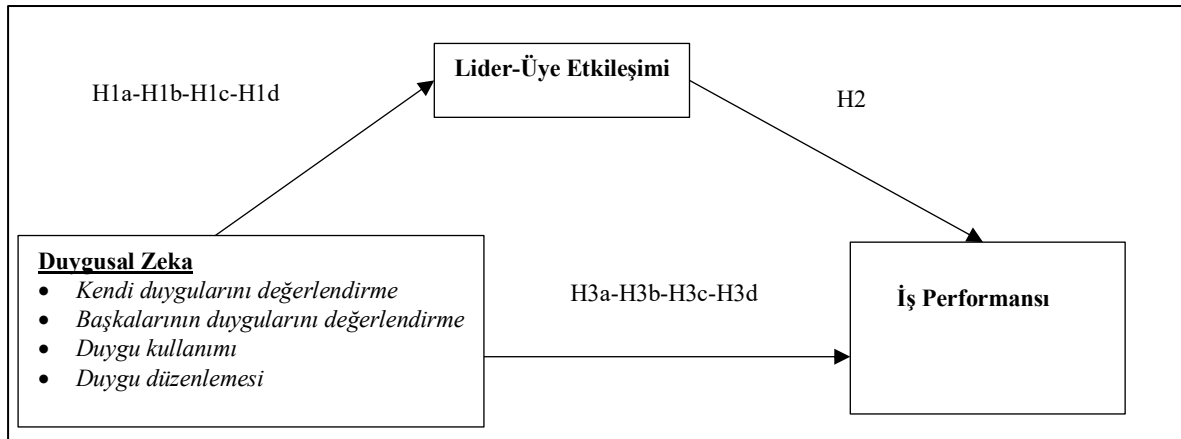 Lider-Üye Etkileşimi
H1a-H1b-H1c-H1d
H2
Duygusal Zeka
• Kendi duygularını değerlendirme
• Başkalarının duygularını değerlendirme
• Duygu kullanımı
• Duygu düzenlemesi
H3a-H3b-H3c-H3d
İş Performansı